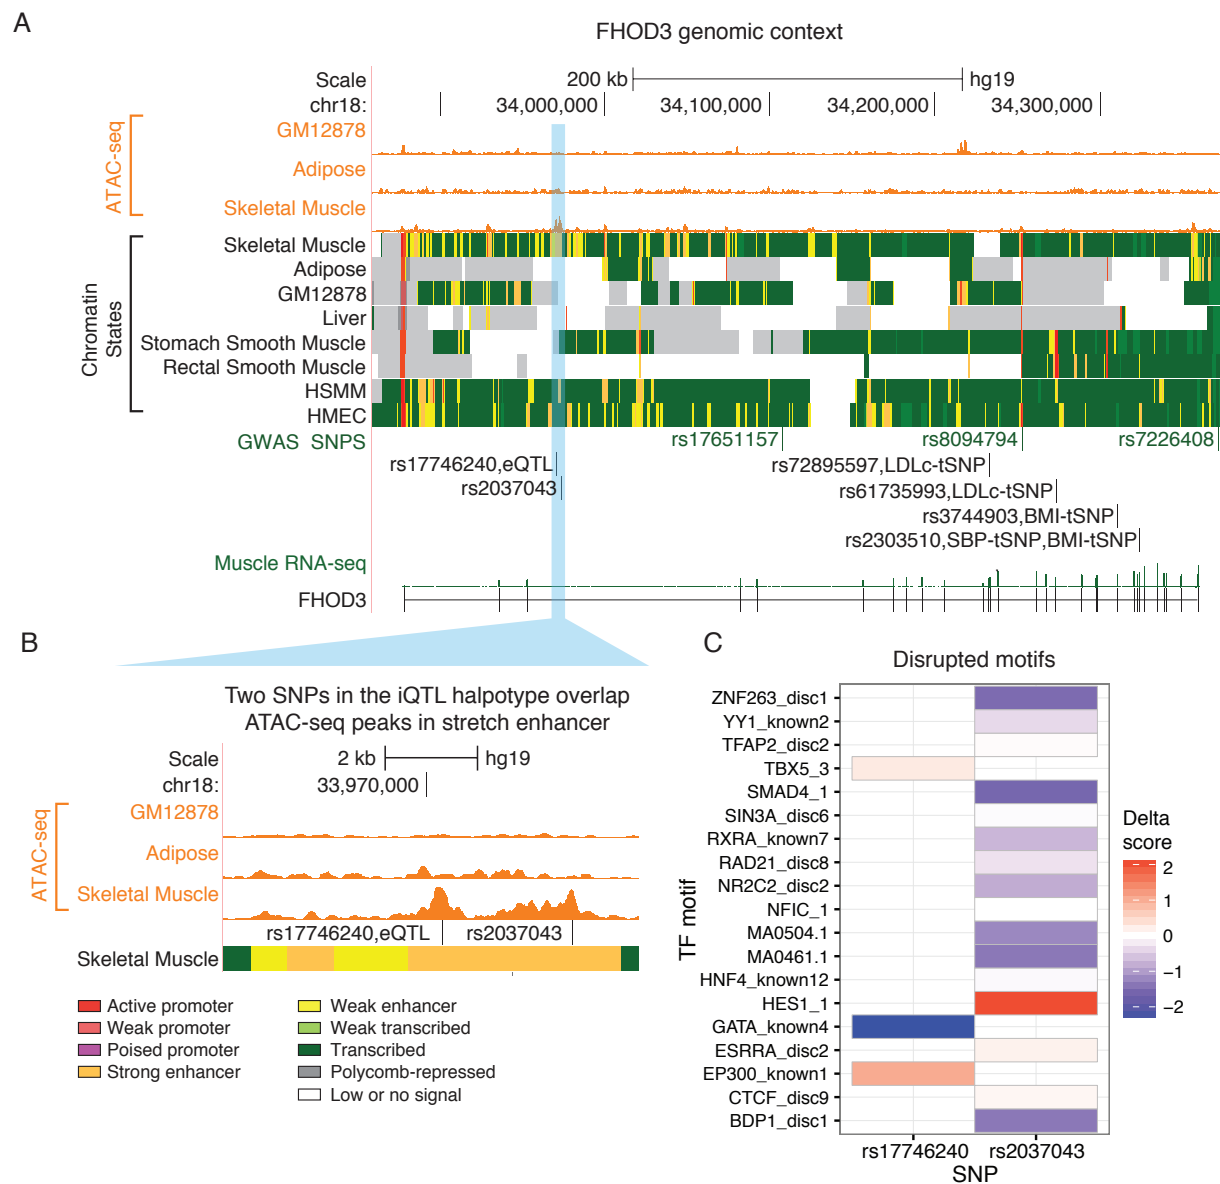 A
FHOD3 genomic context
Scale 200 kb hg19
chr18: 34,000,000 34,100,000 34,200,000 34,300,000
ATAC-seq
GM12878
Adipose
Skeletal Muscle
Chromatin
States
Skeletal Muscle
Adipose
GM12878
Liver
Stomach Smooth Muscle
Rectal Smooth Muscle
HSMM
HMEC
GWAS SNPS rs17651157 rs8094794 rs7226408
rs17746240,eQTL rs72895597,LDLc-tSNP
rs2037043 rs61735993,LDLc-tSNP
rs3744903,BMI-tSNP
rs2303510,SBP-tSNP,BMI-tSNP
Muscle RNA-seq
FHOD3
B
Two SNPs in the iQTL halpotype overlap
ATAC-seq peaks in stretch enhancer
Scale 2 kb hg19
chr18: 33,970,000
ATAC-seq
GM12878
Adipose
Skeletal Muscle
rs17746240,eQTL rs2037043
Skeletal Muscle
Active promoter
Weak promoter
Poised promoter
Strong enhancer
Weak enhancer
Weak transcribed
Transcribed
Polycomb-repressed
Low or no signal
C
Disrupted motifs
TF motif
ZNF263_disc1
YY1_known2
TFAP2_disc2
TBX5_3
SMAD4_1
SIN3A_disc6
RXRA_known7
RAD21_disc8
NR2C2_disc2
NFIC_1
MA0504.1
MA0461.1
HNF4_known12
HES1_1
GATA_known4
ESRRA_disc2
EP300_known1
CTCF_disc9
BDP1_disc1
rs17746240 rs2037043
SNP
Delta
score
2
1
0
−1
−2